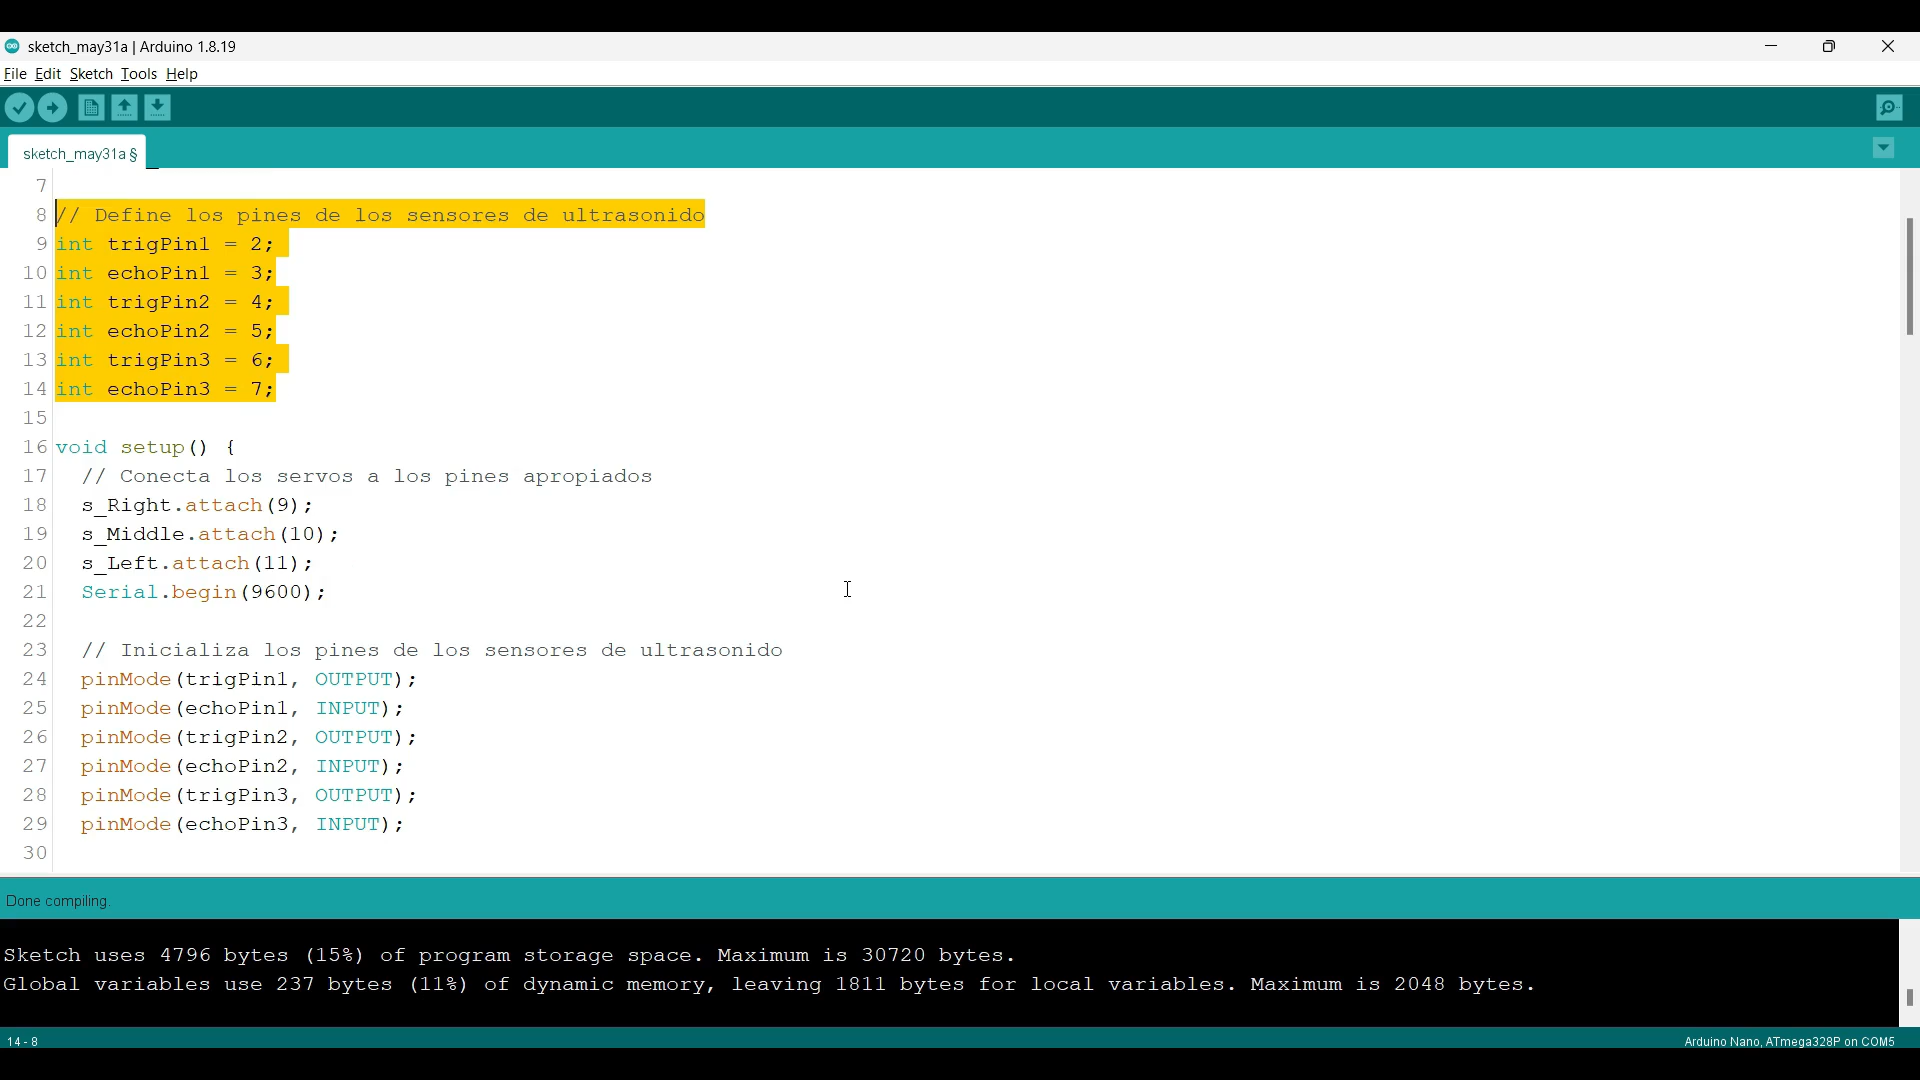 sketch_may31a | Arduino 1.8.19
File Edit Sketch Tools Help
sketch_may31a §
7
8 // Define los pines de los sensores de ultrasonido
9 int trigPin1 = 2;
10 int echoPin1 = 3;
11 int trigPin2 = 4;
12 int echoPin2 = 5;
13 int trigPin3 = 6;
14 int echoPin3 = 7;
15
16 void setup() {
17 // Conecta los servos a los pines apropiados
18 s_Right.attach(9);
19 s_Middle.attach(10);
20 s_Left.attach(11);
21 Serial.begin(9600);
22
23 // Inicializa los pines de los sensores de ultrasonido
24 pinMode(trigPin1, OUTPUT);
25 pinMode(echoPin1, INPUT);
26 pinMode(trigPin2, OUTPUT);
27 pinMode(echoPin2, INPUT);
28 pinMode(trigPin3, OUTPUT);
29 pinMode(echoPin3, INPUT);
30
Done compiling.
Sketch uses 4796 bytes (15%) of program storage space. Maximum is 30720 bytes.
Global variables use 237 bytes (11%) of dynamic memory, leaving 1811 bytes for local variables. Maximum is 2048 bytes.
14 - 8 Arduino Nano, ATmega328P on COM5